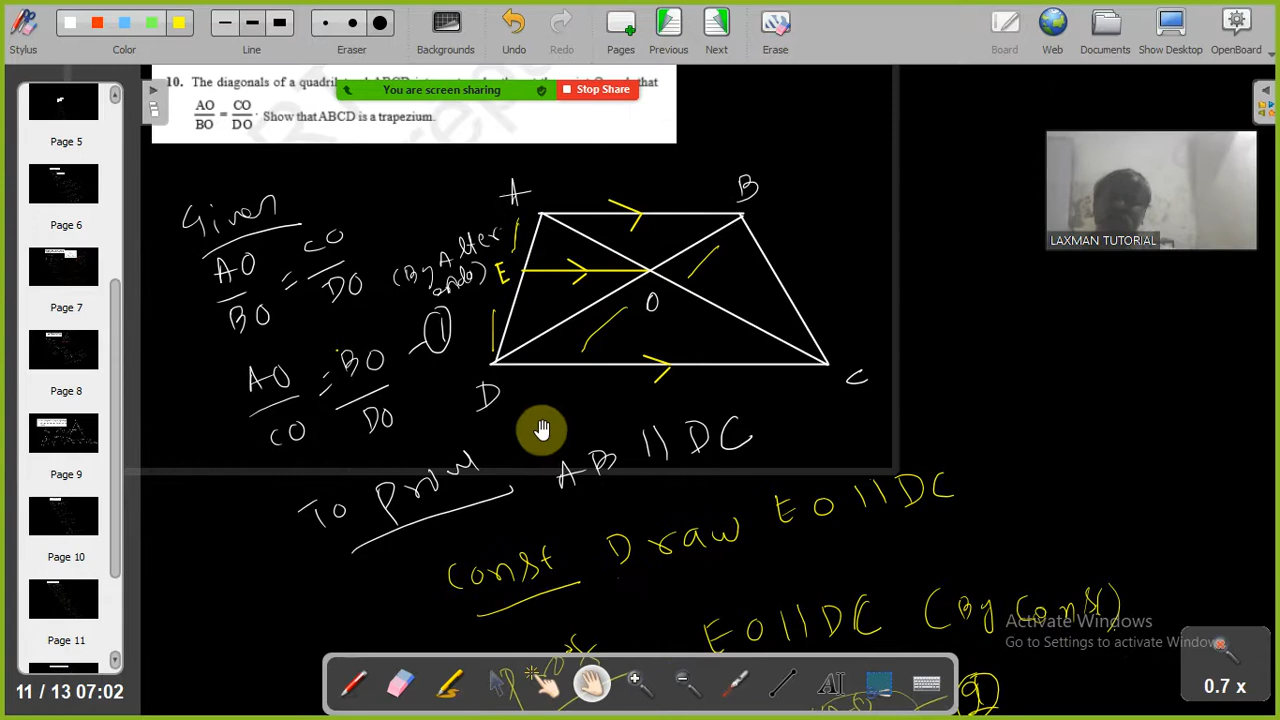 Stylus
Color
Line
Eraser
Backgrounds
Undo
Redo
Pages
Previous
Next
Erase
Board
Web
Documents
Show Desktop
OpenBoard
10. The diagonals of a
You are screen sharing
Stop Share
AO/BO = CO/DO . Show that ABCD is a trapezium.
Page 5
Page 6
Page 7
Page 8
Page 9
Page 10
Page 11
LAXMAN TUTORIAL
Given
AO/BO = CO/DO (By Alter
endo)
AO/CO = BO/DO - ①
A
B
E
O
D
C
To Prove AB || DC
Const Draw EO || DC
EO || DC (By Const)
②
Activate Windows
Go to Settings to activate Windows.
11 / 13 07:02
AI
0.7 x